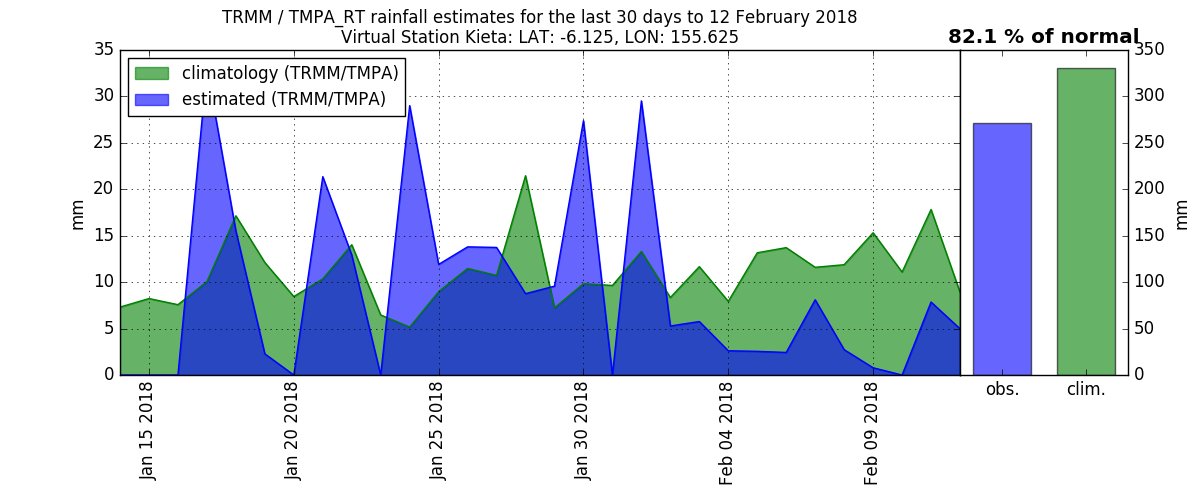 TRMM / TMPA_RT rainfall estimates for the last 30 days to 12 February 2018
Virtual Station Kieta: LAT: -6.125, LON: 155.625
82.1 % of normal
climatology (TRMM/TMPA)
estimated (TRMM/TMPA)
35
30
25
20
15
10
5
0
mm
Jan 15 2018
Jan 20 2018
Jan 25 2018
Jan 30 2018
Feb 04 2018
Feb 09 2018
obs.
clim.
350
300
250
200
150
100
50
0
mm